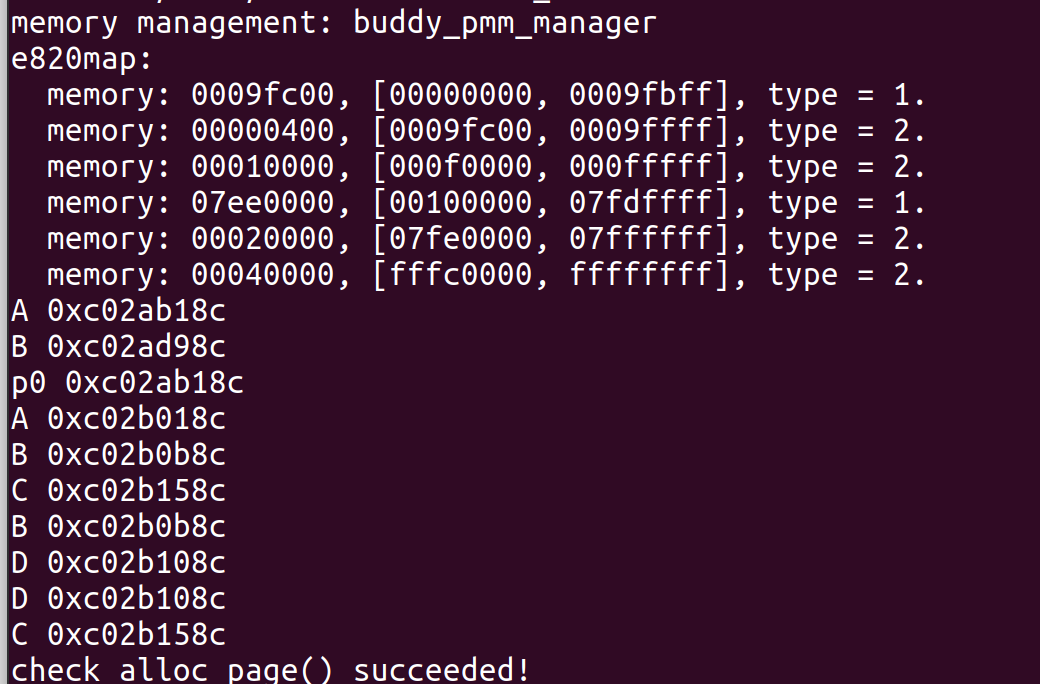 memory management: buddy_pmm_manager
e820map:
  memory: 0009fc00, [00000000, 0009fbff], type = 1.
  memory: 00000400, [0009fc00, 0009ffff], type = 2.
  memory: 00010000, [000f0000, 000fffff], type = 2.
  memory: 07ee0000, [00100000, 07fdffff], type = 1.
  memory: 00020000, [07fe0000, 07ffffff], type = 2.
  memory: 00040000, [fffc0000, ffffffff], type = 2.
A 0xc02ab18c
B 0xc02ad98c
p0 0xc02ab18c
A 0xc02b018c
B 0xc02b0b8c
C 0xc02b158c
B 0xc02b0b8c
D 0xc02b108c
D 0xc02b108c
C 0xc02b158c
check alloc page() succeeded!